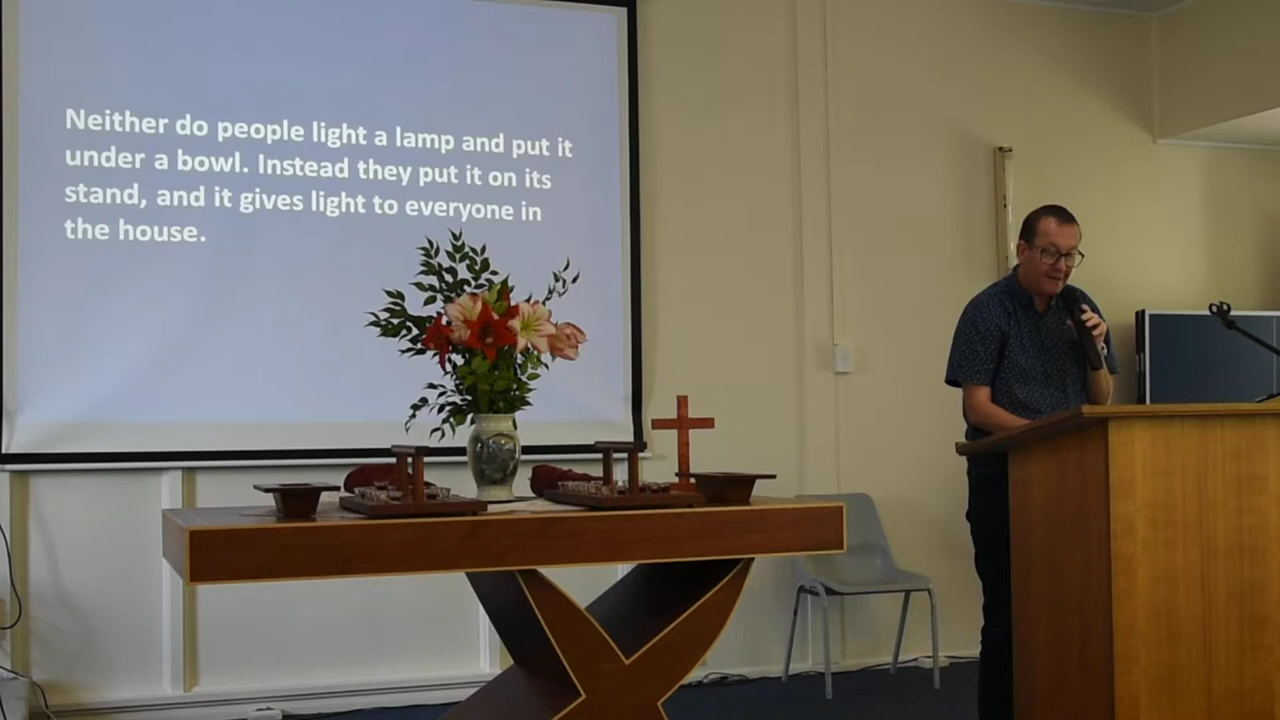 Neither do people light a lamp and put it
under a bowl. Instead they put it on its
stand, and it gives light to everyone in
the house.